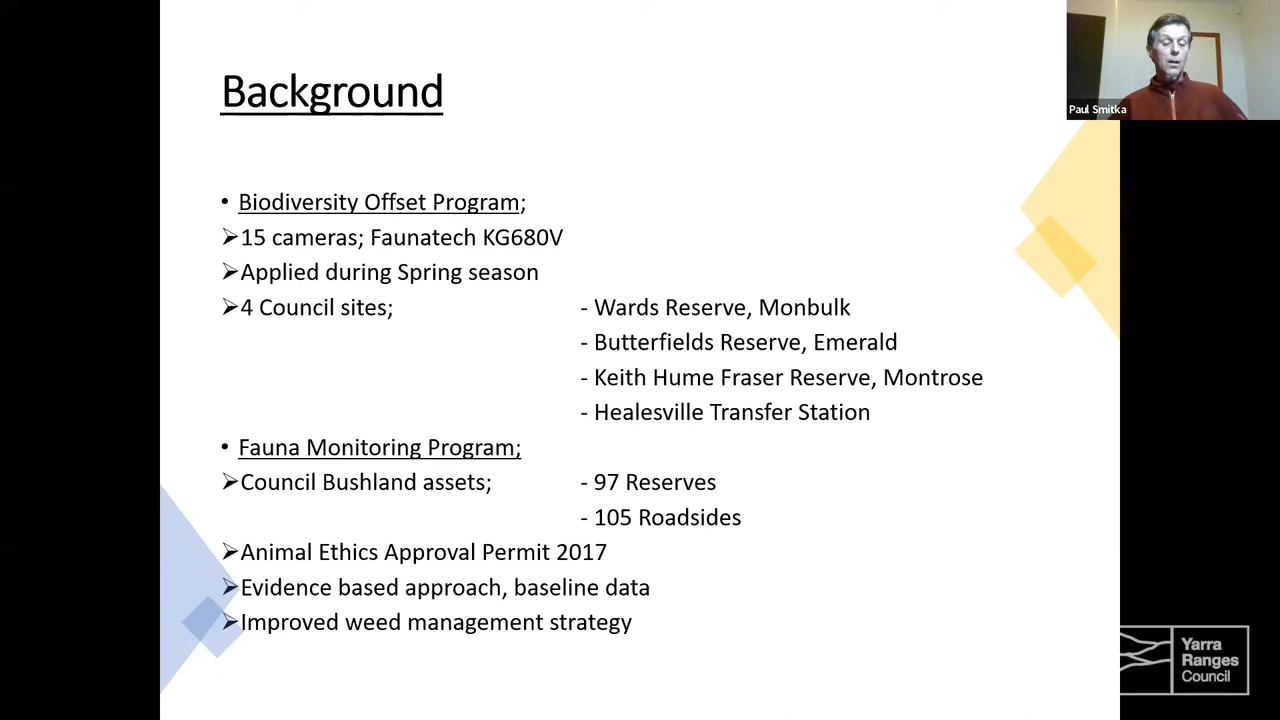 Background
Paul Smitka
• Biodiversity Offset Program;
➢15 cameras; Faunatech KG680V
➢Applied during Spring season
➢4 Council sites; - Wards Reserve, Monbulk
- Butterfields Reserve, Emerald
- Keith Hume Fraser Reserve, Montrose
- Healesville Transfer Station
• Fauna Monitoring Program;
➢Council Bushland assets; - 97 Reserves
- 105 Roadsides
➢Animal Ethics Approval Permit 2017
➢Evidence based approach, baseline data
➢Improved weed management strategy
Yarra
Ranges
Council